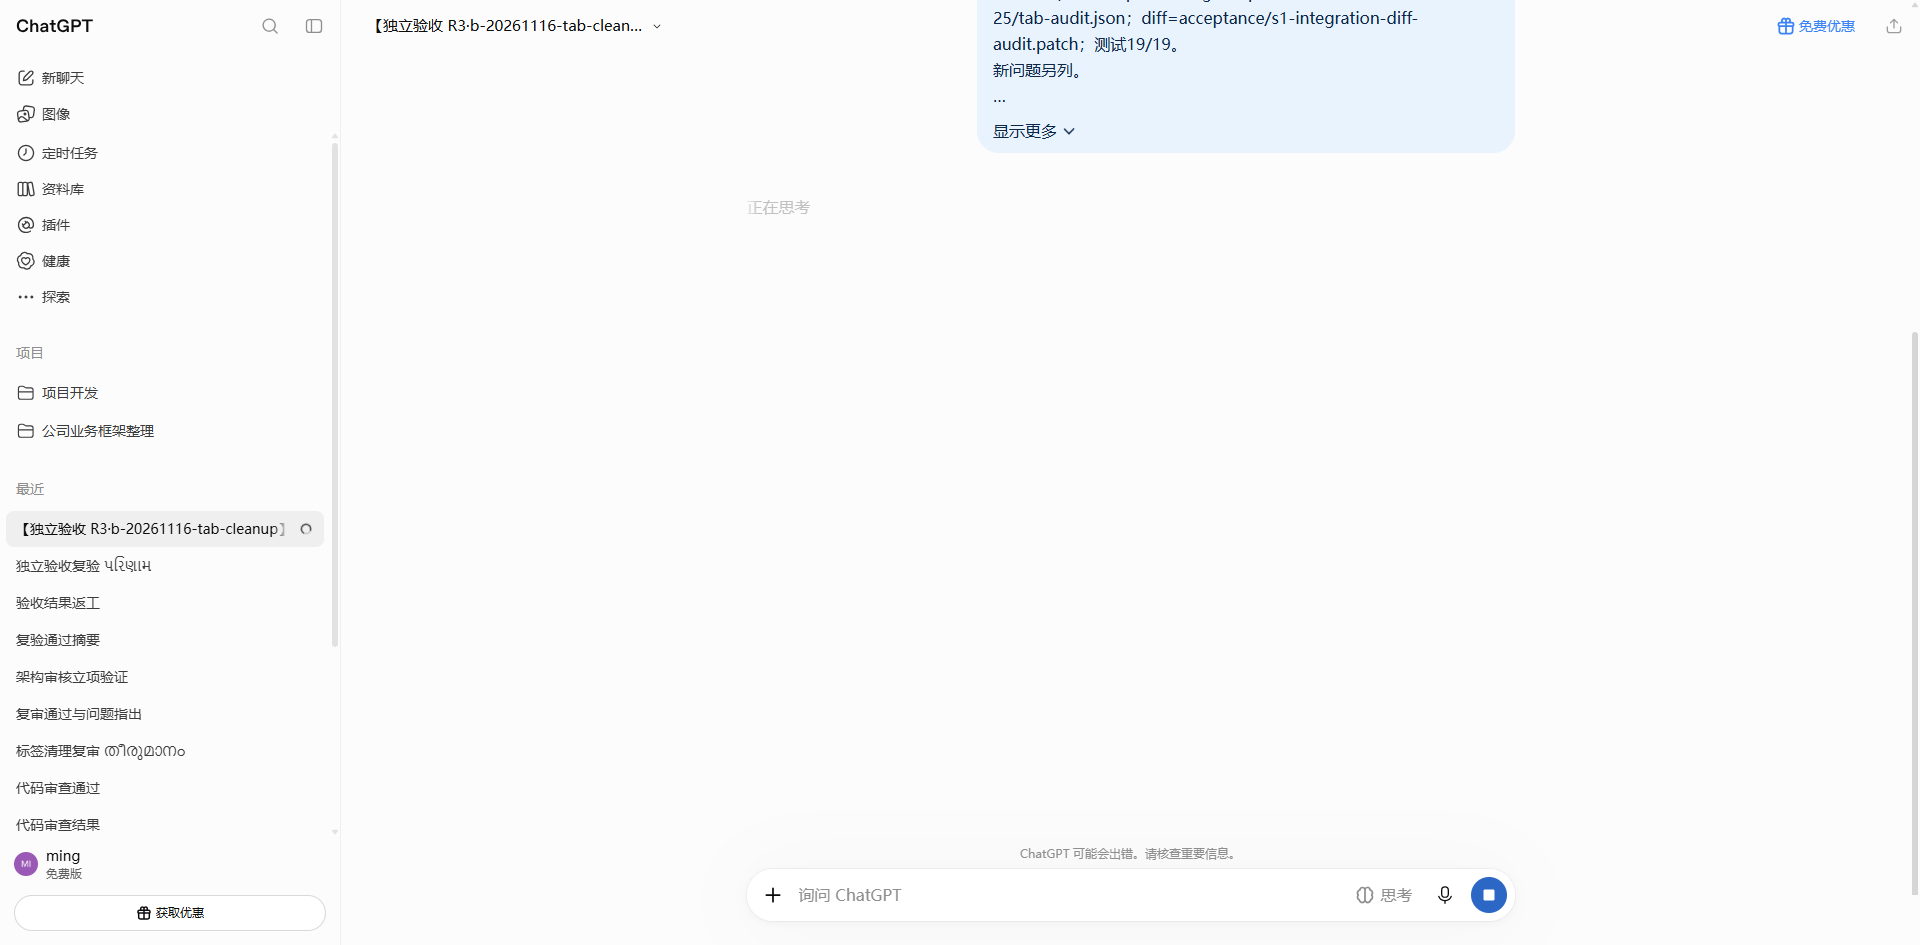 ChatGPT
新聊天
图像
定时任务
资料库
插件
健康
探索
项目
项目开发
公司业务框架整理
最近
【独立验收 R3·b-20261116-tab-cleanup】
独立验收复验 પરિણામ
验收结果返工
复验通过摘要
架构审核立项验证
复审通过与问题指出
标签清理复审 തീരുമാനം
代码审查通过
代码审查结果
MI
ming
免费版
获取优惠
【独立验收 R3·b-20261116-tab-clean...
免费优惠
25/tab-audit.json；diff=acceptance/s1-integration-diff-
audit.patch；测试19/19。
新问题另列。
...
显示更多
正在思考
ChatGPT 可能会出错。请核查重要信息。
询问 ChatGPT
思考